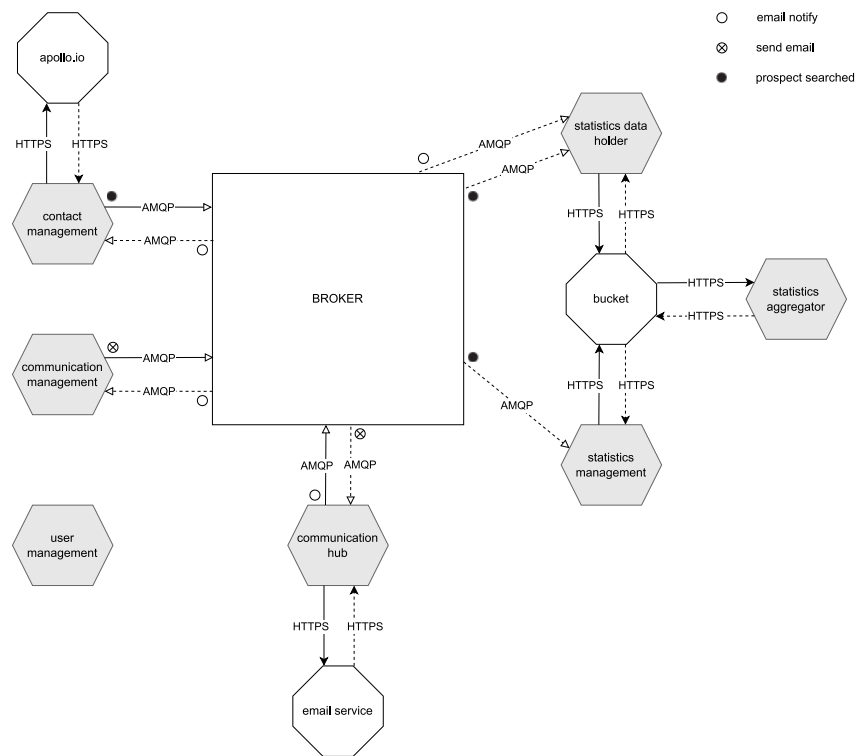 email notify
send email
prospect searched
apollo.io
HTTPS
HTTPS
contact
management
AMQP
AMQP
communication
management
AMQP
AMQP
user
management
BROKER
AMQP
AMQP
statistics data
holder
HTTPS
HTTPS
bucket
HTTPS
HTTPS
statistics
aggregator
HTTPS
HTTPS
AMQP
statistics
management
AMQP
AMQP
communication
hub
HTTPS
HTTPS
email service